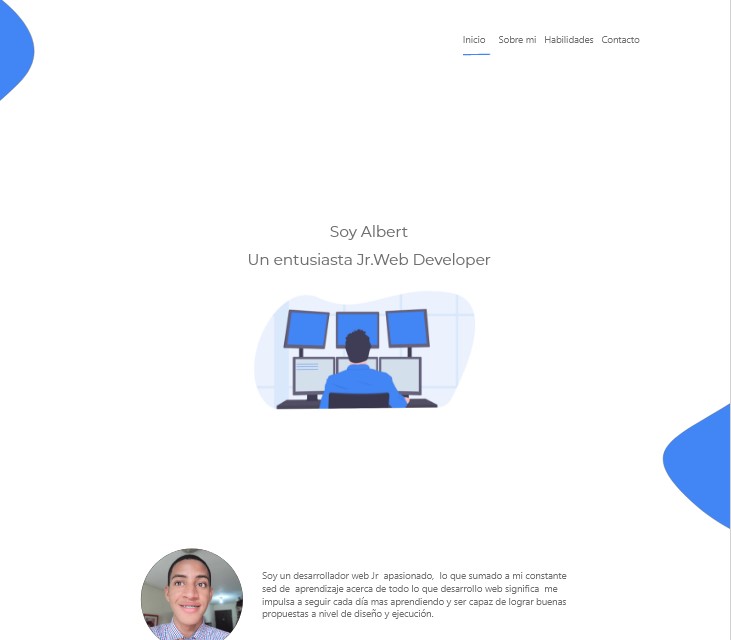 Inicio Sobre mi Habilidades Contacto
Soy Albert
Un entusiasta Jr.Web Developer
Soy un desarrollador web Jr apasionado, lo que sumado a mi constante
sed de aprendizaje acerca de todo lo que desarrollo web significa me
impulsa a seguir cada día mas aprendiendo y ser capaz de lograr buenas
propuestas a nivel de diseño y ejecución.